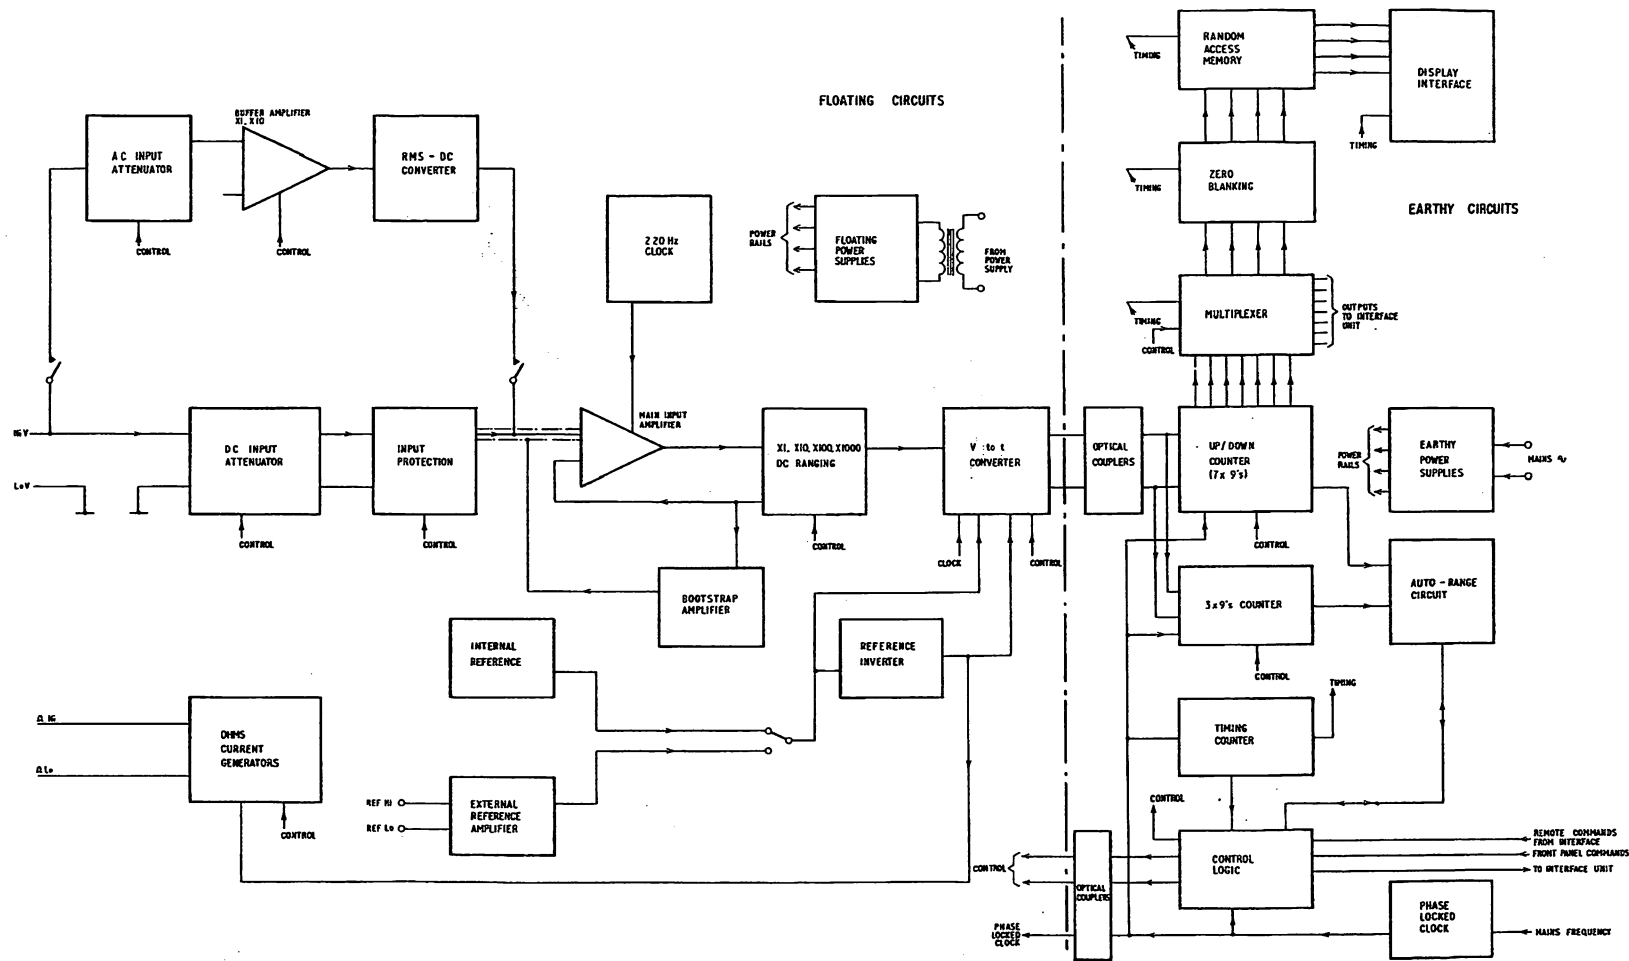 FLOATING CIRCUITS
EARTHY CIRCUITS
AC INPUT
ATTENUATOR
CONTROL
BUFFER AMPLIFIER
X1, X10
CONTROL
RMS - DC
CONVERTER
220 Hz
CLOCK
POWER
RAILS
FLOATING
POWER
SUPPLIES
FROM
POWER
SUPPLY
TIMING
RANDOM
ACCESS
MEMORY
DISPLAY
INTERFACE
TIMING
TIMING
ZERO
BLANKING
TIMING
CONTROL
MULTIPLEXER
OUTPUTS
TO INTERFACE
UNIT
HGV
LoV
DC INPUT
ATTENUATOR
CONTROL
INPUT
PROTECTION
CONTROL
MAIN INPUT
AMPLIFIER
X1, X10, X100, X1000
DC RANGING
CONTROL
V to t
CONVERTER
CLOCK
CONTROL
OPTICAL
COUPLERS
UP/DOWN
COUNTER
(7x 9's)
CONTROL
POWER
RAILS
EARTHY
POWER
SUPPLIES
MAINS ∿
BOOTSTRAP
AMPLIFIER
3x9's COUNTER
CONTROL
AUTO - RANGE
CIRCUIT
INTERNAL
REFERENCE
REFERENCE
INVERTER
Ω HG
Ω Lo
OHMS
CURRENT
GENERATORS
CONTROL
REF Hi
REF Lo
EXTERNAL
REFERENCE
AMPLIFIER
TIMING
COUNTER
TIMING
CONTROL
CONTROL
OPTICAL
COUPLERS
CONTROL
LOGIC
REMOTE COMMANDS
FROM INTERFACE
FRONT PANEL COMMANDS
TO INTERFACE UNIT
PHASE
LOCKED
CLOCK
PHASE
LOCKED
CLOCK
MAINS FREQUENCY